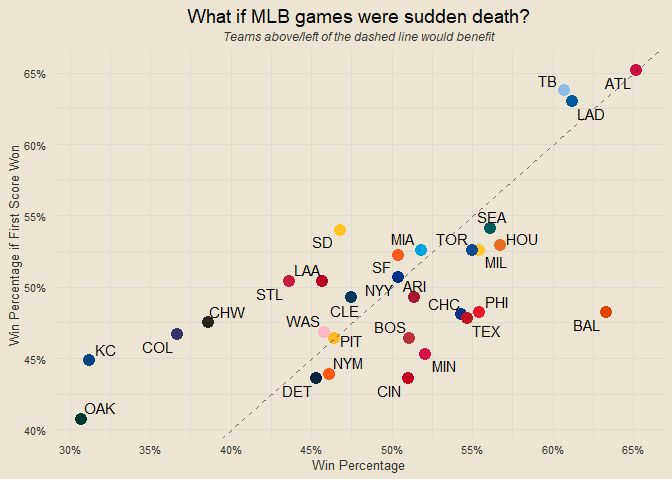 What if MLB games were sudden death?
Teams above/left of the dashed line would benefit
Win Percentage if First Score Won
65%
60%
55%
50%
45%
40%
TB
ATL
LAD
SEA
SD
MIA
TOR
HOU
SF
MIL
LAA
STL
NYY
ARI
CLE
CHC
PHI
CHW
WAS
BOS
TEX
BAL
COL
PIT
KC
NYM
MIN
DET
CIN
OAK
30%
35%
40%
45%
50%
55%
60%
65%
Win Percentage